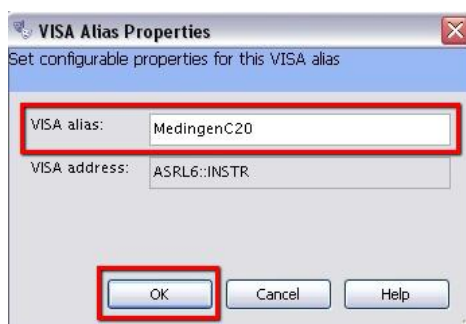 VISA Alias Properties
Set configurable properties for this VISA alias
VISA alias: MedingenC20
VISA address: ASRL6::INSTR
OK Cancel Help